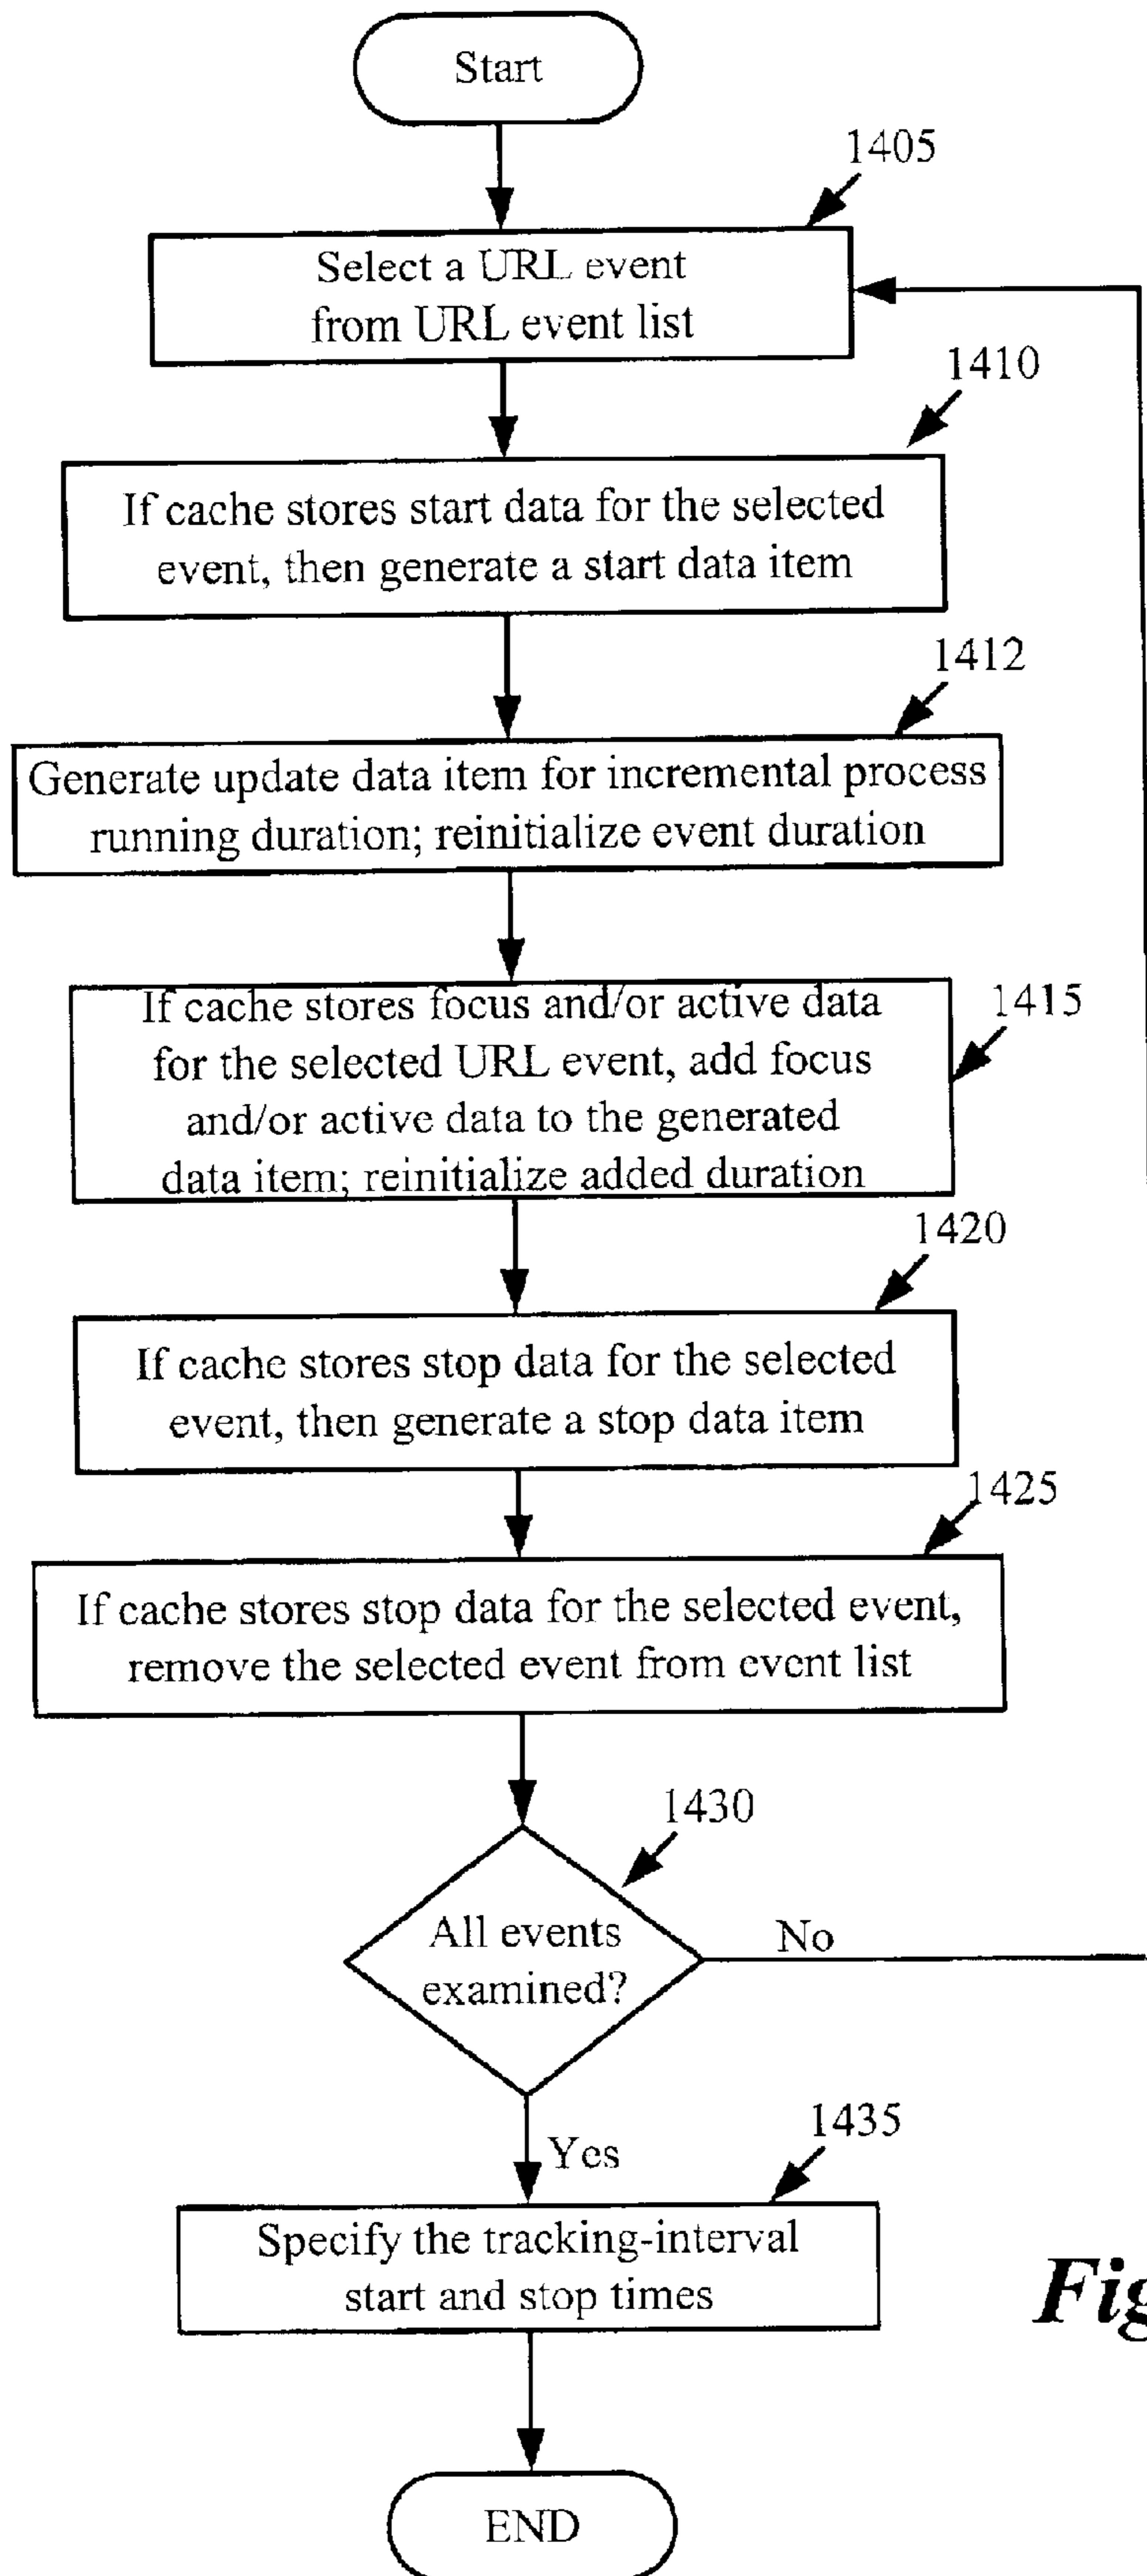 Start
1405
Select a URL event
from URL event list
1410
If cache stores start data for the selected
event, then generate a start data item
1412
Generate update data item for incremental process
running duration; reinitialize event duration
If cache stores focus and/or active data
for the selected URL event, add focus
and/or active data to the generated
data item; reinitialize added duration
1415
1420
If cache stores stop data for the selected
event, then generate a stop data item
1425
If cache stores stop data for the selected event,
remove the selected event from event list
1430
All events
examined?
No
Yes
1435
Specify the tracking-interval
start and stop times
Fig
END